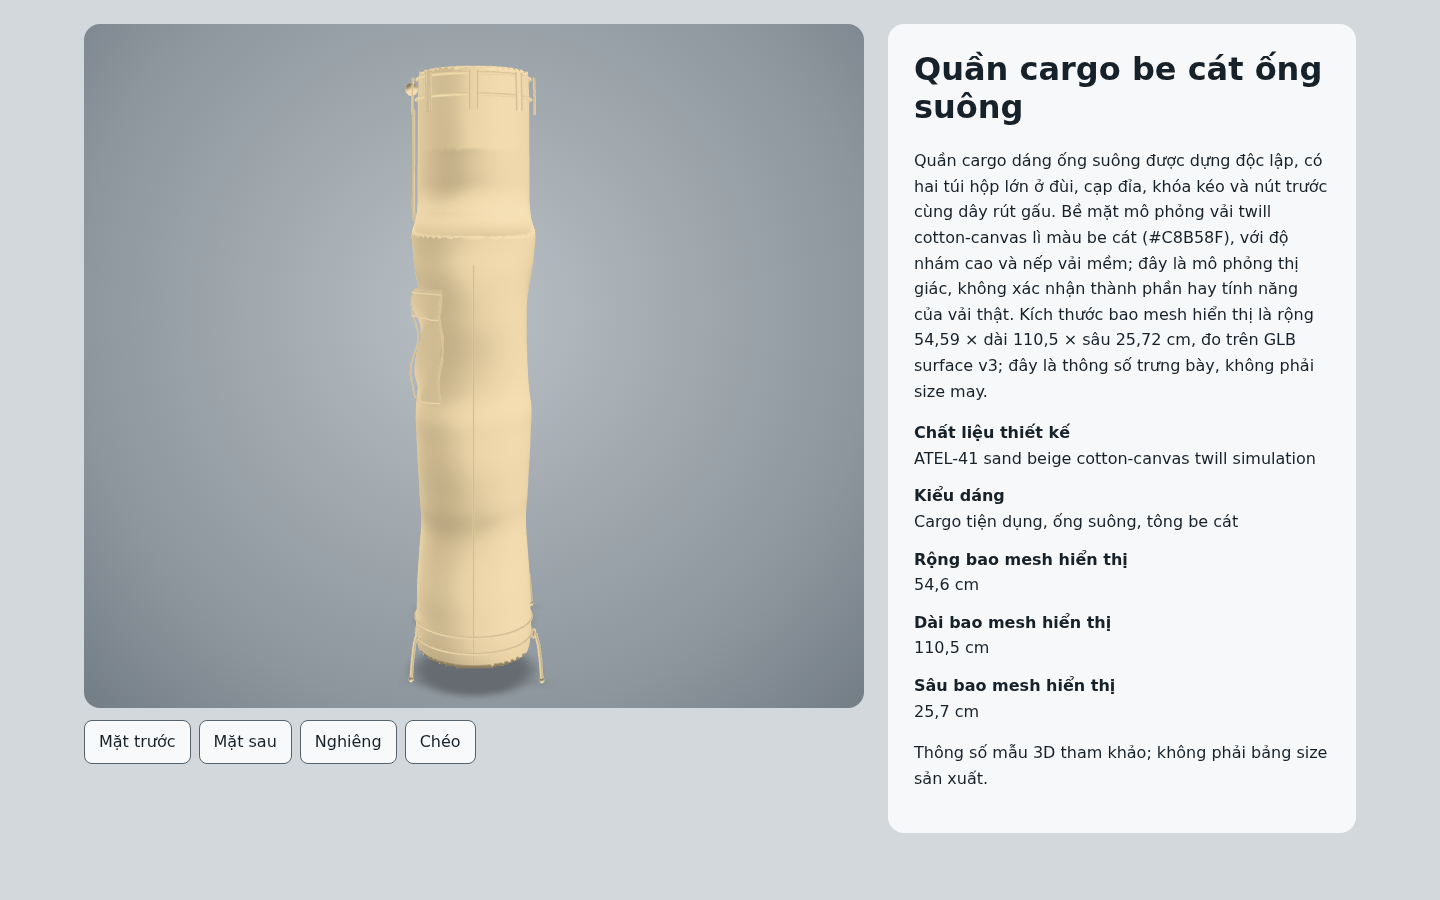 Quần cargo be cát ống
suông
Quần cargo dáng ống suông được dựng độc lập, có
hai túi hộp lớn ở đùi, cạp đỉa, khóa kéo và nút trước
cùng dây rút gấu. Bề mặt mô phỏng vải twill
cotton-canvas lì màu be cát (#C8B58F), với độ
nhám cao và nếp vải mềm; đây là mô phỏng thị
giác, không xác nhận thành phần hay tính năng
của vải thật. Kích thước bao mesh hiển thị là rộng
54,59 × dài 110,5 × sâu 25,72 cm, đo trên GLB
surface v3; đây là thông số trưng bày, không phải
size may.
Chất liệu thiết kế
ATEL-41 sand beige cotton-canvas twill simulation
Kiểu dáng
Cargo tiện dụng, ống suông, tông be cát
Rộng bao mesh hiển thị
54,6 cm
Dài bao mesh hiển thị
110,5 cm
Sâu bao mesh hiển thị
25,7 cm
Thông số mẫu 3D tham khảo; không phải bảng size
sản xuất.
Mặt trước
Mặt sau
Nghiêng
Chéo